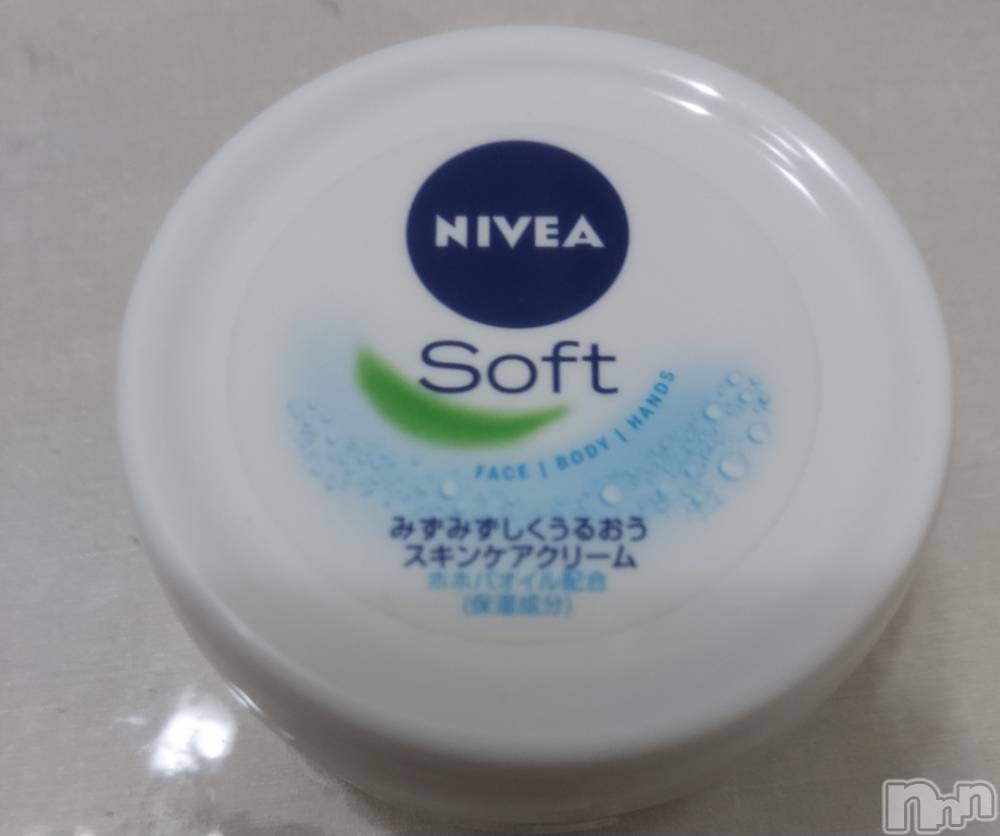 NIVEA
Soft
FACE | BODY | HANDS
みずみずしくうるおう
スキンケアクリーム
ホホバオイル配合
(保湿成分)
nnn